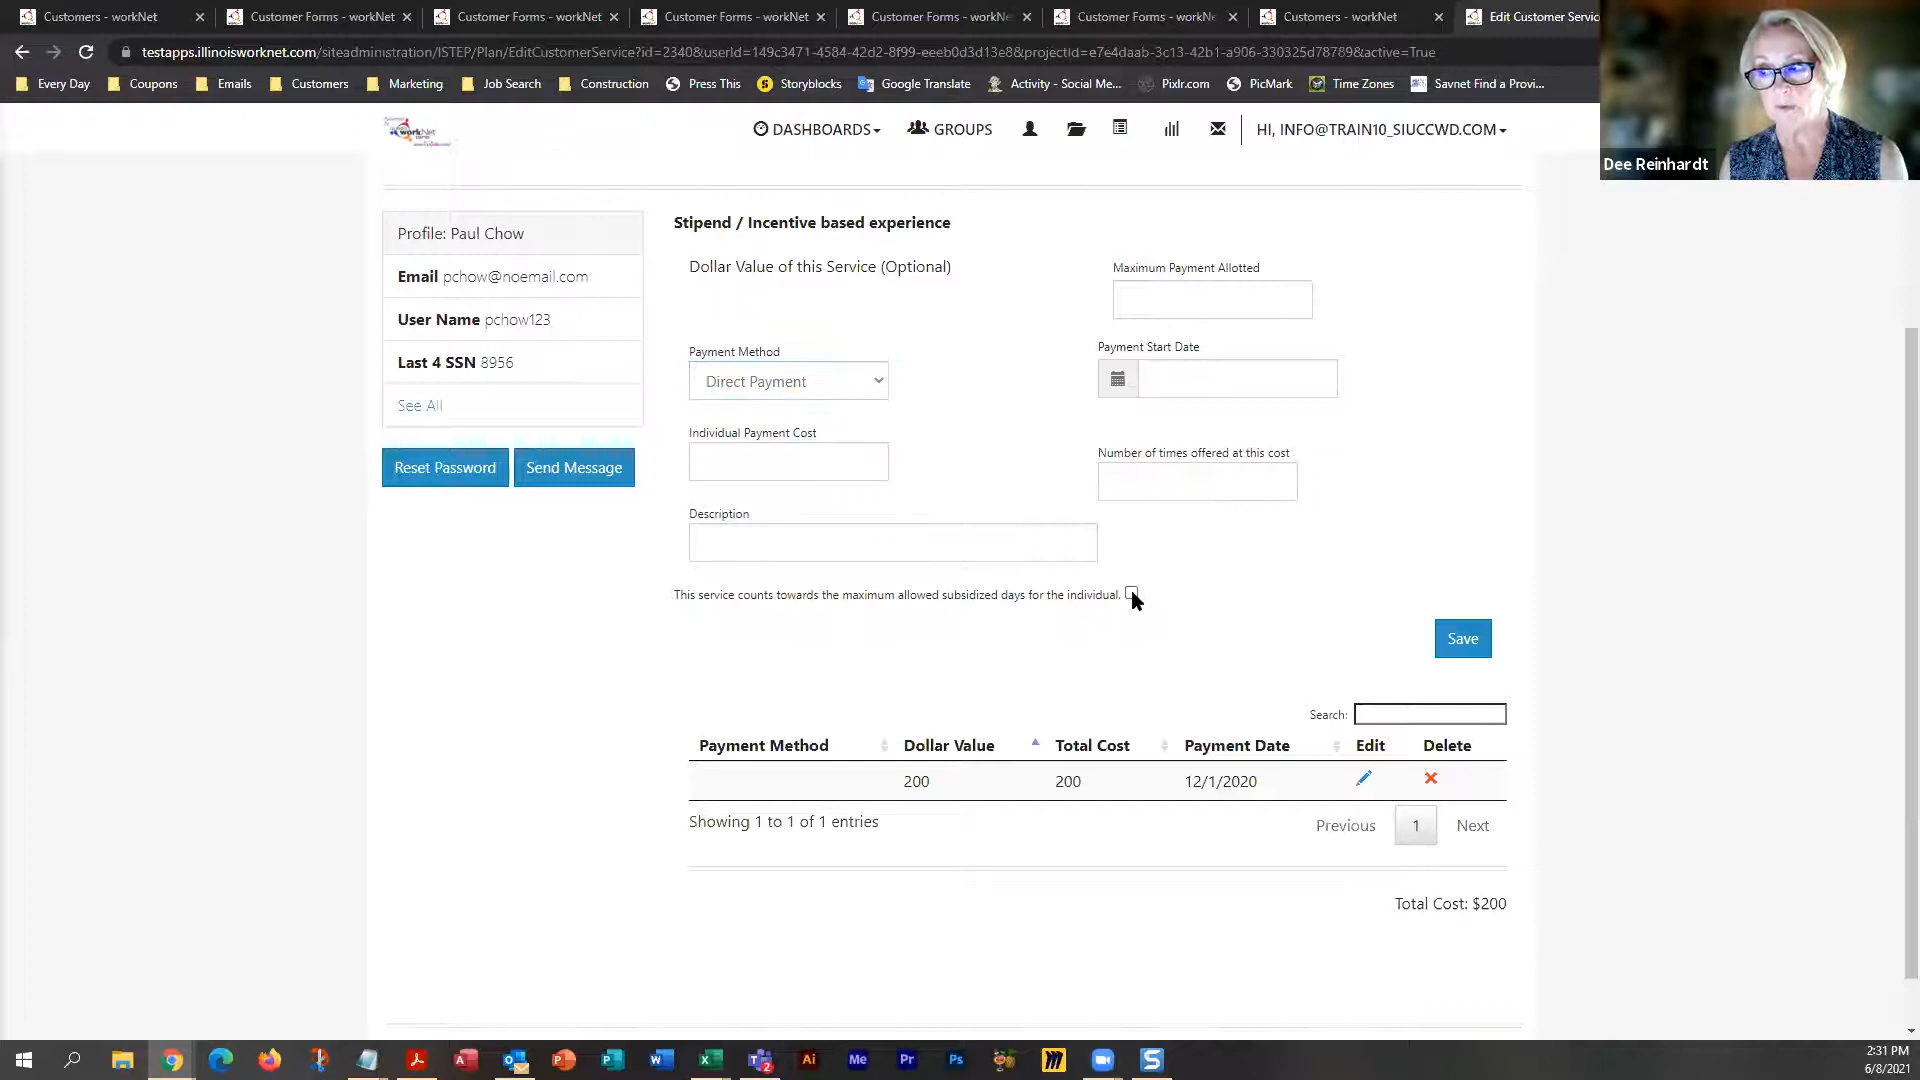 Customers - workNet
Customer Forms - workNet
Customer Forms - workNet
Customer Forms - workNet
Customer Forms - workNe
Customer Forms - workNe
Customers - workNet
Edit Customer Servic
testapps.illinoisworknet.com/siteadministration/ISTEP/Plan/EditCustomerService?id=2340&userId=149c3471-4584-42d2-8f99-eeeb0d3d13e8&projectId=e7e4daab-3c13-42b1-a906-330325d78789&active=True
Every Day
Coupons
Emails
Customers
Marketing
Job Search
Construction
Press This
Storyblocks
Google Translate
Activity - Social Me...
Pixlr.com
PicMark
Time Zones
Savnet Find a Provi...
Dee Reinhardt
workNet
DASHBOARDS
GROUPS
HI, INFO@TRAIN10_SIUCCWD.COM
Profile: Paul Chow
Email pchow@noemail.com
User Name pchow123
Last 4 SSN 8956
See All
Reset Password
Send Message
Stipend / Incentive based experience
Dollar Value of this Service (Optional)
Maximum Payment Allotted
Payment Method
Direct Payment
Payment Start Date
Individual Payment Cost
Number of times offered at this cost
Description
This service counts towards the maximum allowed subsidized days for the individual.
Save
Search:
Payment Method Dollar Value Total Cost Payment Date Edit Delete
200 200 12/1/2020
Showing 1 to 1 of 1 entries
Previous 1 Next
Total Cost: $200
2:31 PM
6/8/2021